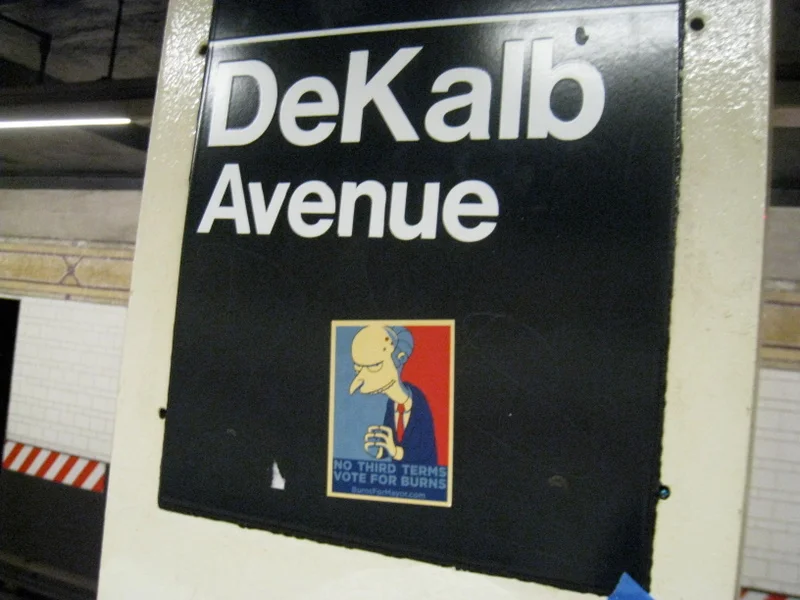 DeKalb
Avenue
NO THIRD TERMS
VOTE FOR BURNS
BurnsForMayor.com